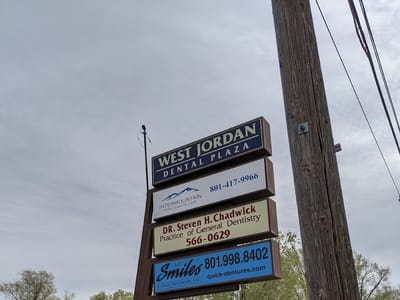 WEST JORDAN
DENTAL PLAZA
INTERMOUNTAIN
801-417-9966
DR. Steven H. Chadwick
Practice of General Dentistry
566-0629
Smiles 801.998.8402
quick-dentures.com